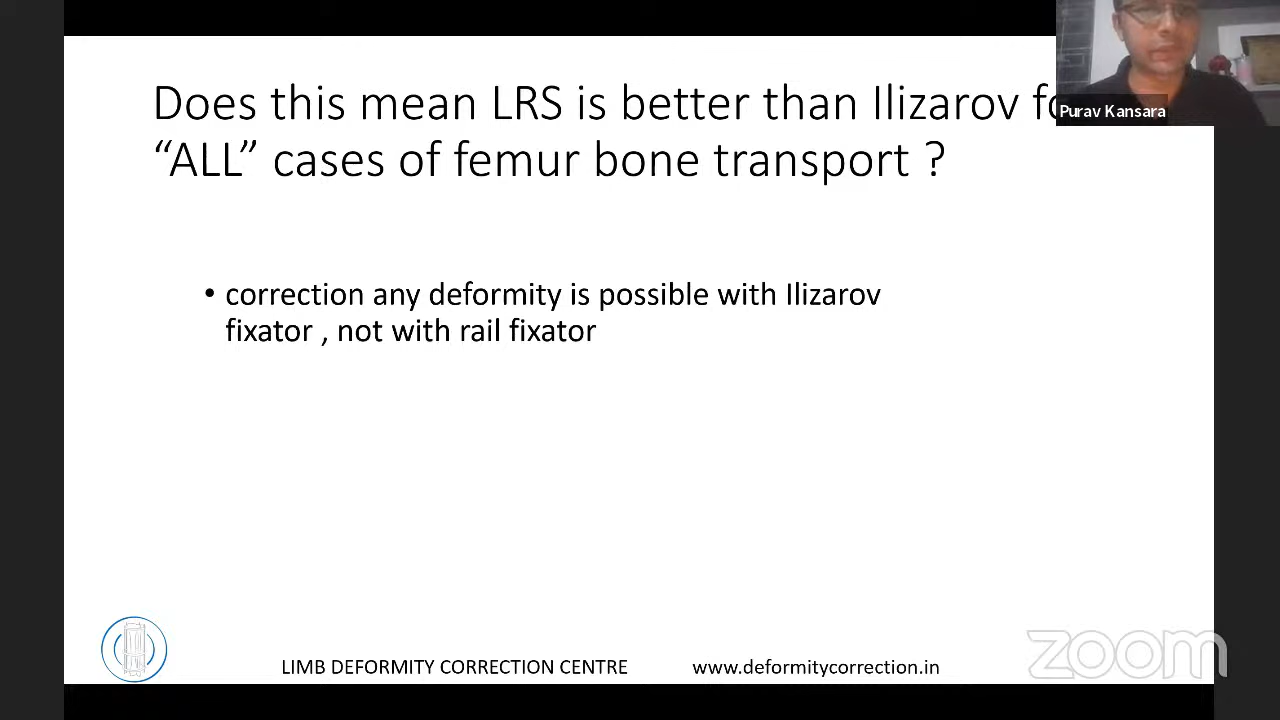 Does this mean LRS is better than Ilizarov
“ALL” cases of femur bone transport ?
Purav Kansara
• correction any deformity is possible with Ilizarov
fixator , not with rail fixator
LIMB DEFORMITY CORRECTION CENTRE
www.deformitycorrection.in
zoom